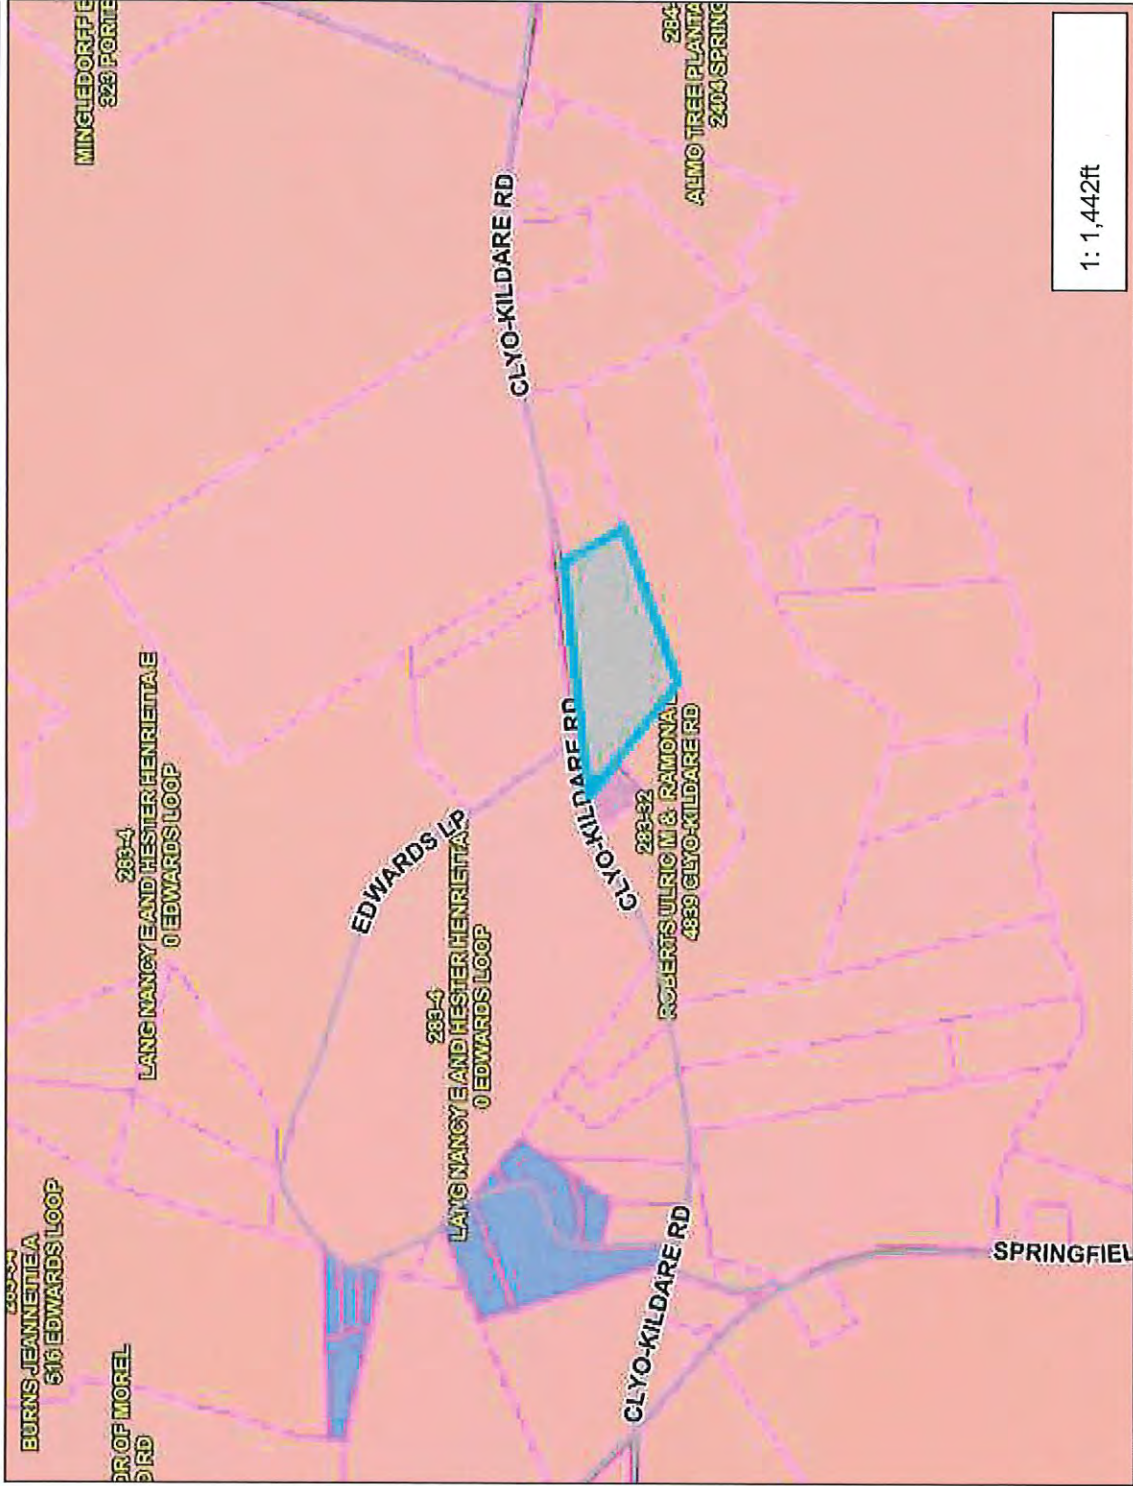 MINGLEDORFF E
323 PORTE
284-
ALMO TREE PLANTA
2404 SPRING
CLYO-KILDARE RD
1: 1,442ft
283-4
LANG NANCY E AND HESTER HENRIETTA E
0 EDWARDS LOOP
EDWARDS LP
283-4
LANG NANCY E AND HESTER HENRIETTA
0 EDWARDS LOOP
CLYO-KILDARE RD
CLYO-
283-32
ROBERTS ULRIC M & RAMONA
4839 CLYO-KILDARE RD
BURNS JEANNETTE A
516 EDWARDS LOOP
OR OF MOREL
D RD
CLYO-KILDARE RD
SPRINGFIEL